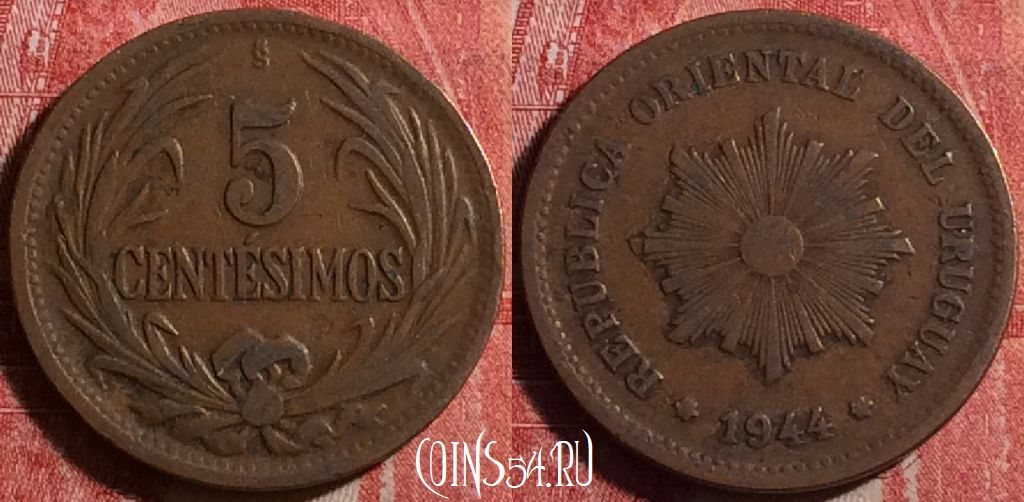 S
5
CENTÉSIMOS
REPUBLICA ORIENTAL DEL URUGUAY
* 1944 *
COINS54.RU